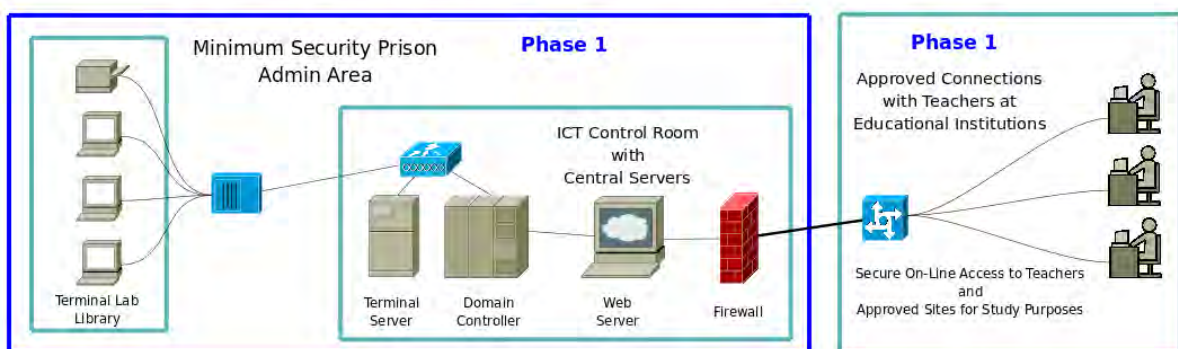 Minimum Security Prison
Admin Area
Phase 1
Terminal Lab
Library
ICT Control Room
with
Central Servers
Terminal
Server
Domain
Controller
Web
Server
Firewall
Phase 1
Approved Connections
with Teachers at
Educational Institutions
Secure On-Line Access to Teachers
and
Approved Sites for Study Purposes